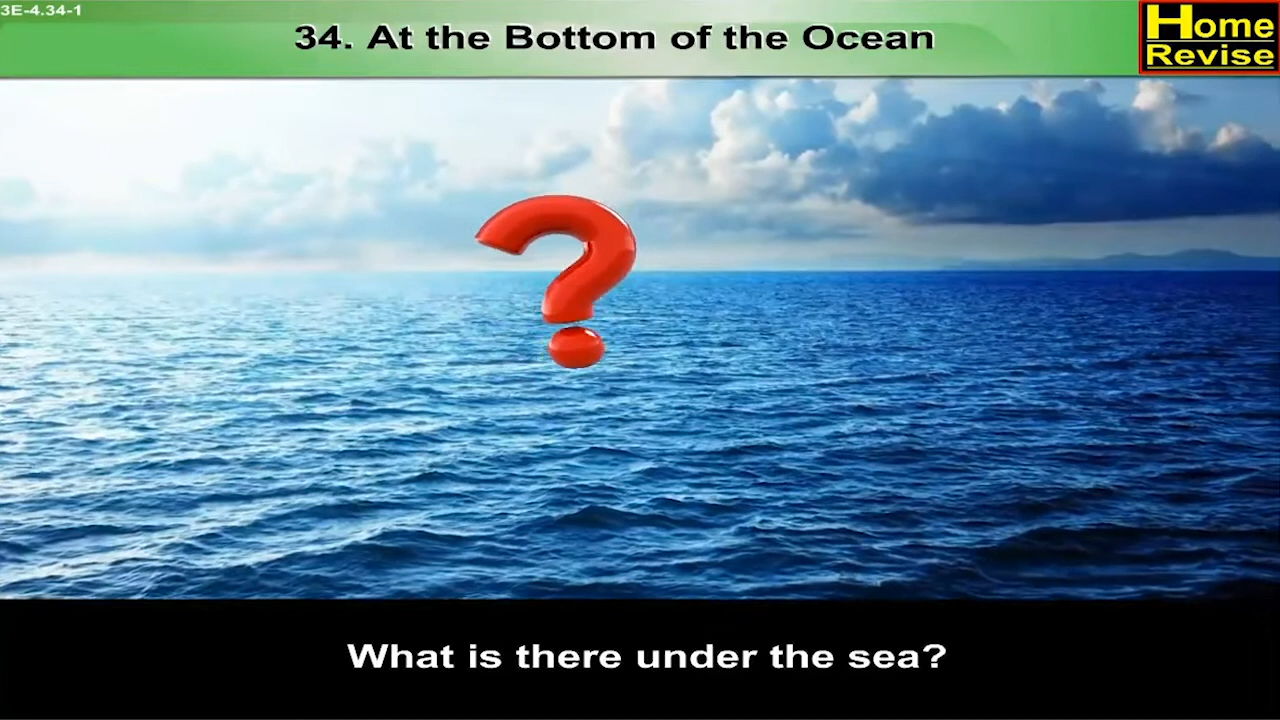 3E-4.34-1
34. At the Bottom of the Ocean
Home
Revise
What is there under the sea?